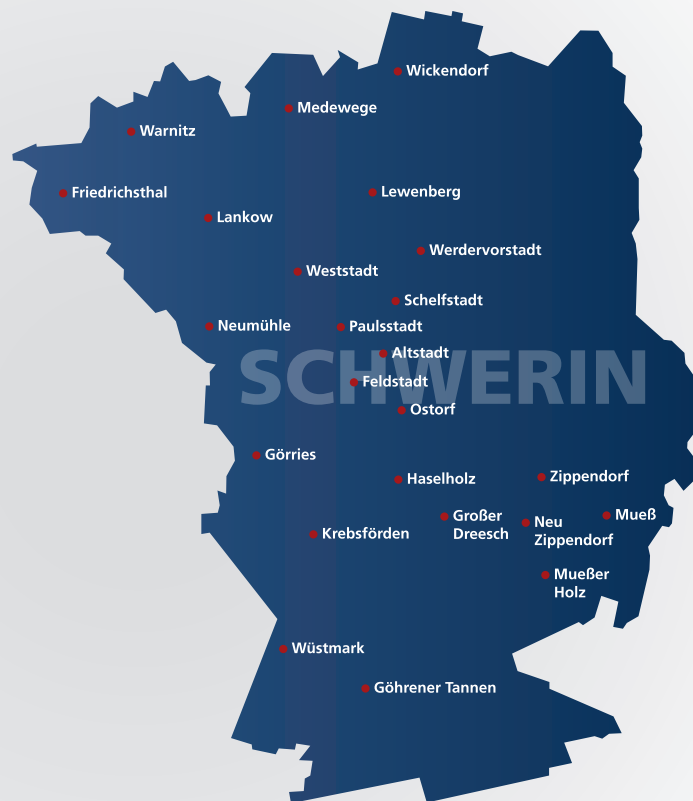 Wickendorf
Medewege
Warnitz
Friedrichsthal
Lewenberg
Lankow
Werdervorstadt
Weststadt
Schelfstadt
Neumühle
Paulsstadt
Altstadt
SCHWERIN
Feldstadt
Ostorf
Görries
Haselholz
Zippendorf
Großer
Dreesch
Neu
Zippendorf
Mueß
Krebsförden
Mueßer
Holz
Wüstmark
Göhrener Tannen